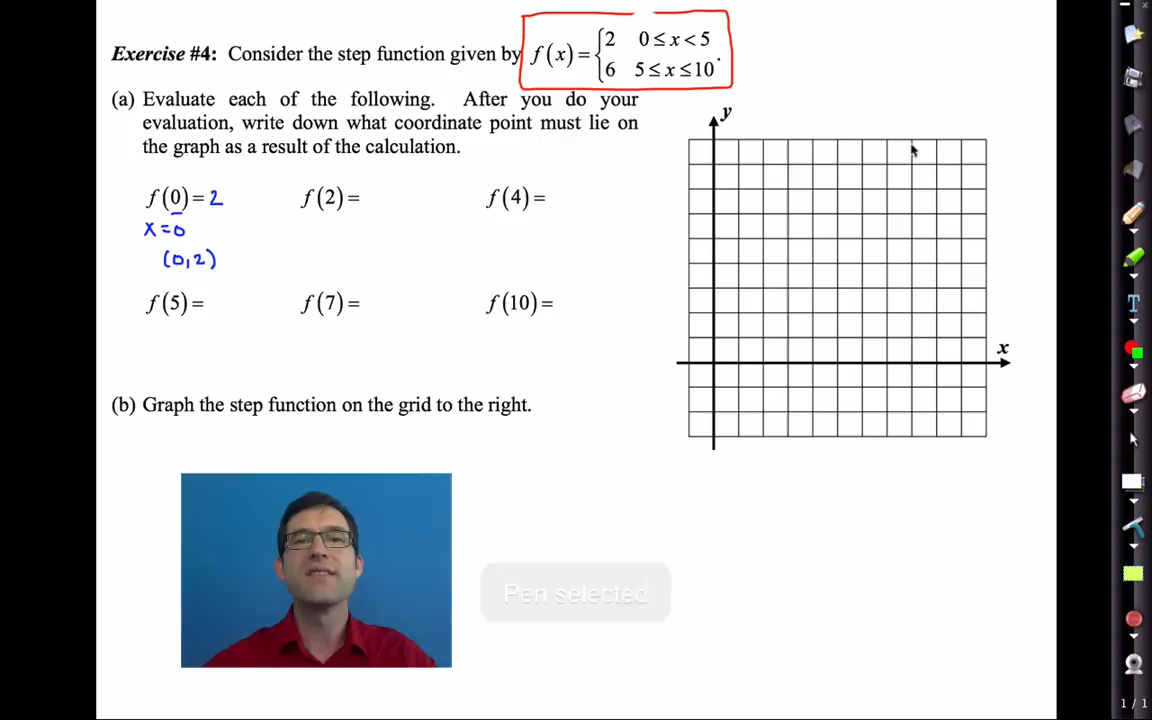 Exercise #4: Consider the step function given by f(x) = {2 0 ≤ x < 5
6 5 ≤ x ≤ 10.
(a) Evaluate each of the following. After you do your
evaluation, write down what coordinate point must lie on
the graph as a result of the calculation.
f(0) = 2 f(2) = f(4) =
x = 0
(0,2)
f(5) = f(7) = f(10) =
(b) Graph the step function on the grid to the right.
y
x
Pen selected
T
1 / 1